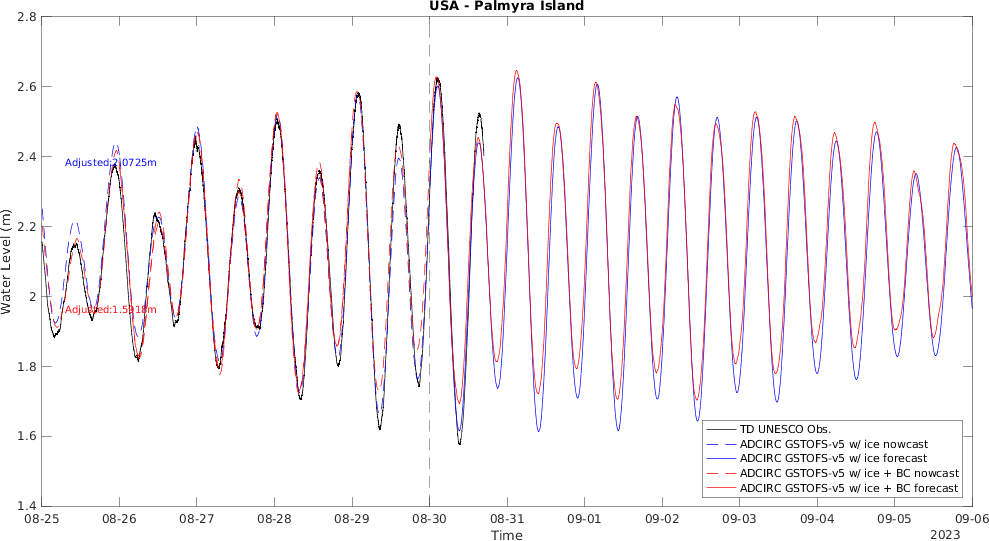 USA - Palmyra Island
2.8
2.6
2.4
2.2
2
1.8
1.6
1.4
Water Level (m)
Adjusted:2.0725m
Adjusted:1.5918m
TD UNESCO Obs.
ADCIRC GSTOFS-v5 w/ ice nowcast
ADCIRC GSTOFS-v5 w/ ice forecast
ADCIRC GSTOFS-v5 w/ ice + BC nowcast
ADCIRC GSTOFS-v5 w/ ice + BC forecast
08-25 08-26 08-27 08-28 08-29 08-30 08-31 09-01 09-02 09-03 09-04 09-05 09-06
Time
2023